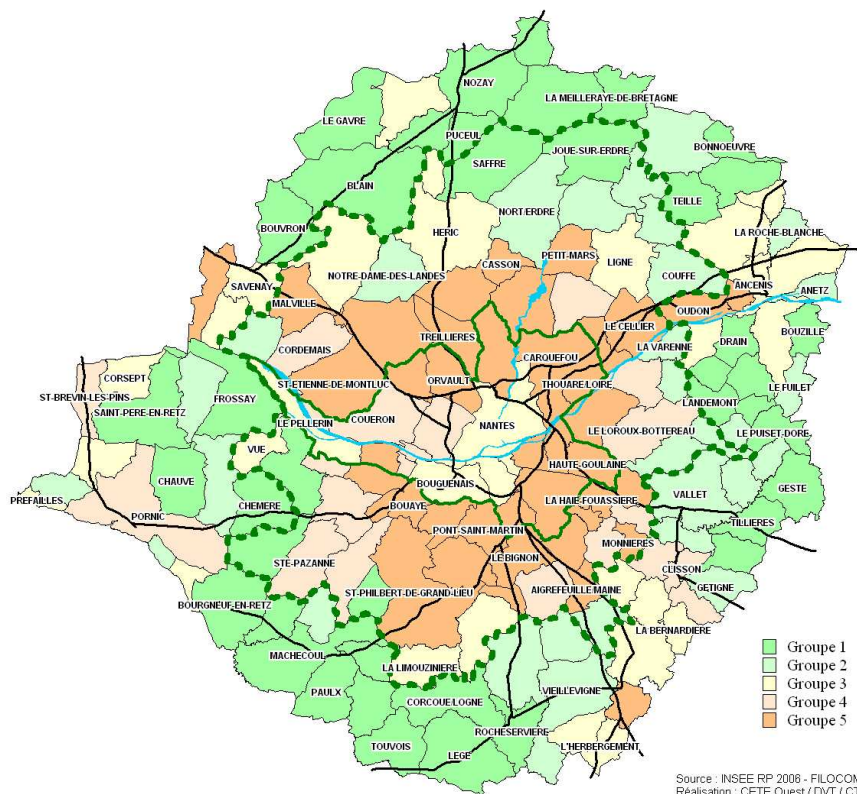 NOZAY
LA MEILLERAYE-DE-BRETAGNE
LE GAVRE
PUCEUL
BONNOEUVRE
JOUE-SUR-ERDRE
SAFFRE
BLAIN
TEILLE
NORT/ERDRE
BOUVRON
HERIC
LA ROCHE-BLANCHE
PETIT-MARS
CASSON
LIGNE
NOTRE-DAME-DES-LANDES
COUFFE
SAVENAY
ANCENIS
ANETZ
MALVILLE
OUDON
LE CELLIER
BOUZILLE
TREILLIERES
DRAIN
LA VARENNE
CORDEMAIS
CARQUEFOU
CORSEPT
ORVAULT
ST-ETIENNE-DE-MONTLUC
THOUARE/LOIRE
LE FUILET
ST-BREVIN-LES-PINS
FROSSAY
LANDEMONT
SAINT-PERE-EN-RETZ
COUERON
LE PELLERIN
NANTES
LE LOROUX-BOTTEREAU
LE PUISET-DORE
VUE
HAUTE-GOULAINE
CHAUVE
BOUGUENAIS
GESTE
PREFAILLES
VALLET
LA HAIE-FOUASSIERE
CHEMERE
BOUAYE
PORNIC
TILLIERES
PONT-SAINT-MARTIN
MONNIERES
LE BIGNON
STE-PAZANNE
CLISSON
GETIGNE
AIGREFEUILLE/MAINE
ST-PHILBERT-DE-GRAND-LIEU
BOURGNEUF-EN-RETZ
LA BERNARDIERE
MACHECOUL
LA LIMOUZINIERE
PAULX
VIEILLEVIGNE
CORCOUE/LOGNE
ROCHESERVIERE
TOUVOIS
LEGE
L'HERBERGEMENT
Groupe 1
Groupe 2
Groupe 3
Groupe 4
Groupe 5
Source : INSEE RP 2006 - FILOCOM
Réalisation : CETE Ouest / DVT / CT